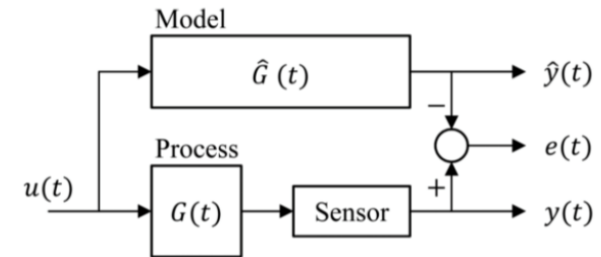 Model
Ĝ (t)
ŷ(t)
−
e(t)
Process
+
u(t)
G(t)
Sensor
y(t)